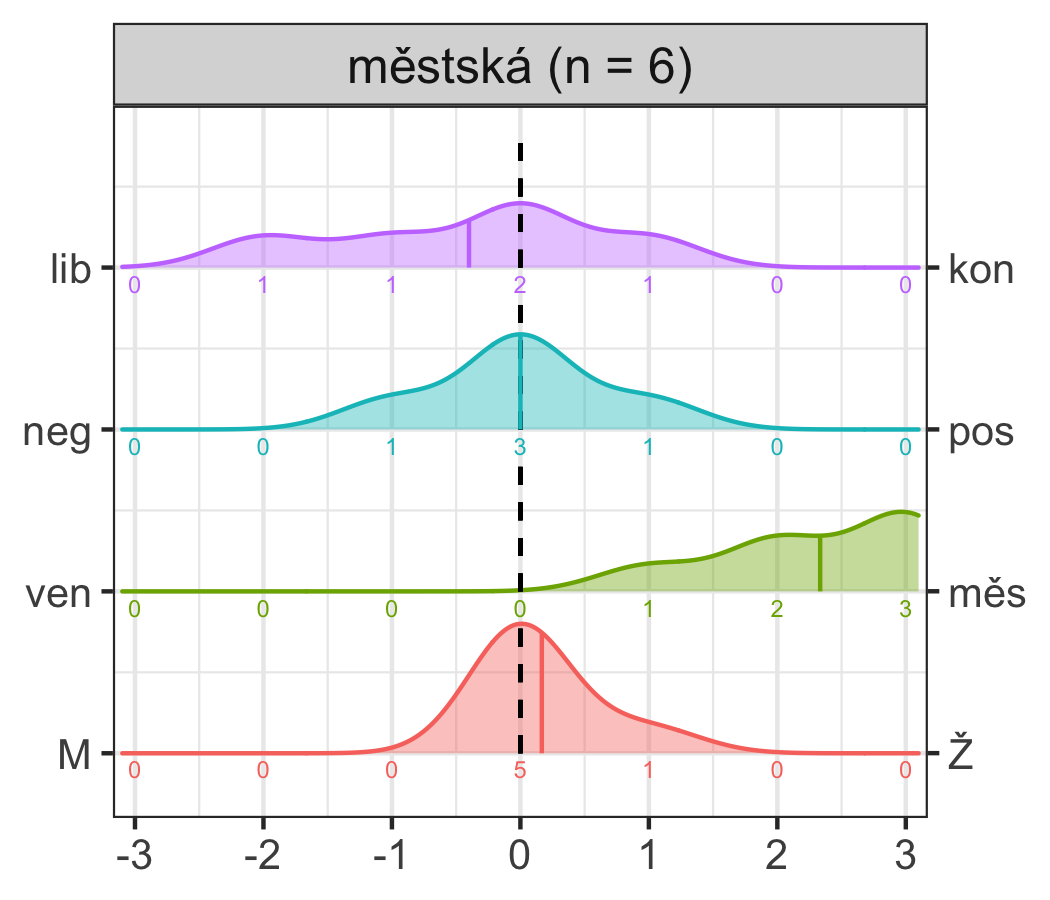 městská (n = 6)
lib kon
0 1 1 2 1 0 0
neg pos
0 0 1 3 1 0 0
ven měs
0 0 0 0 1 2 3
M Ž
0 0 0 5 1 0 0
-3 -2 -1 0 1 2 3